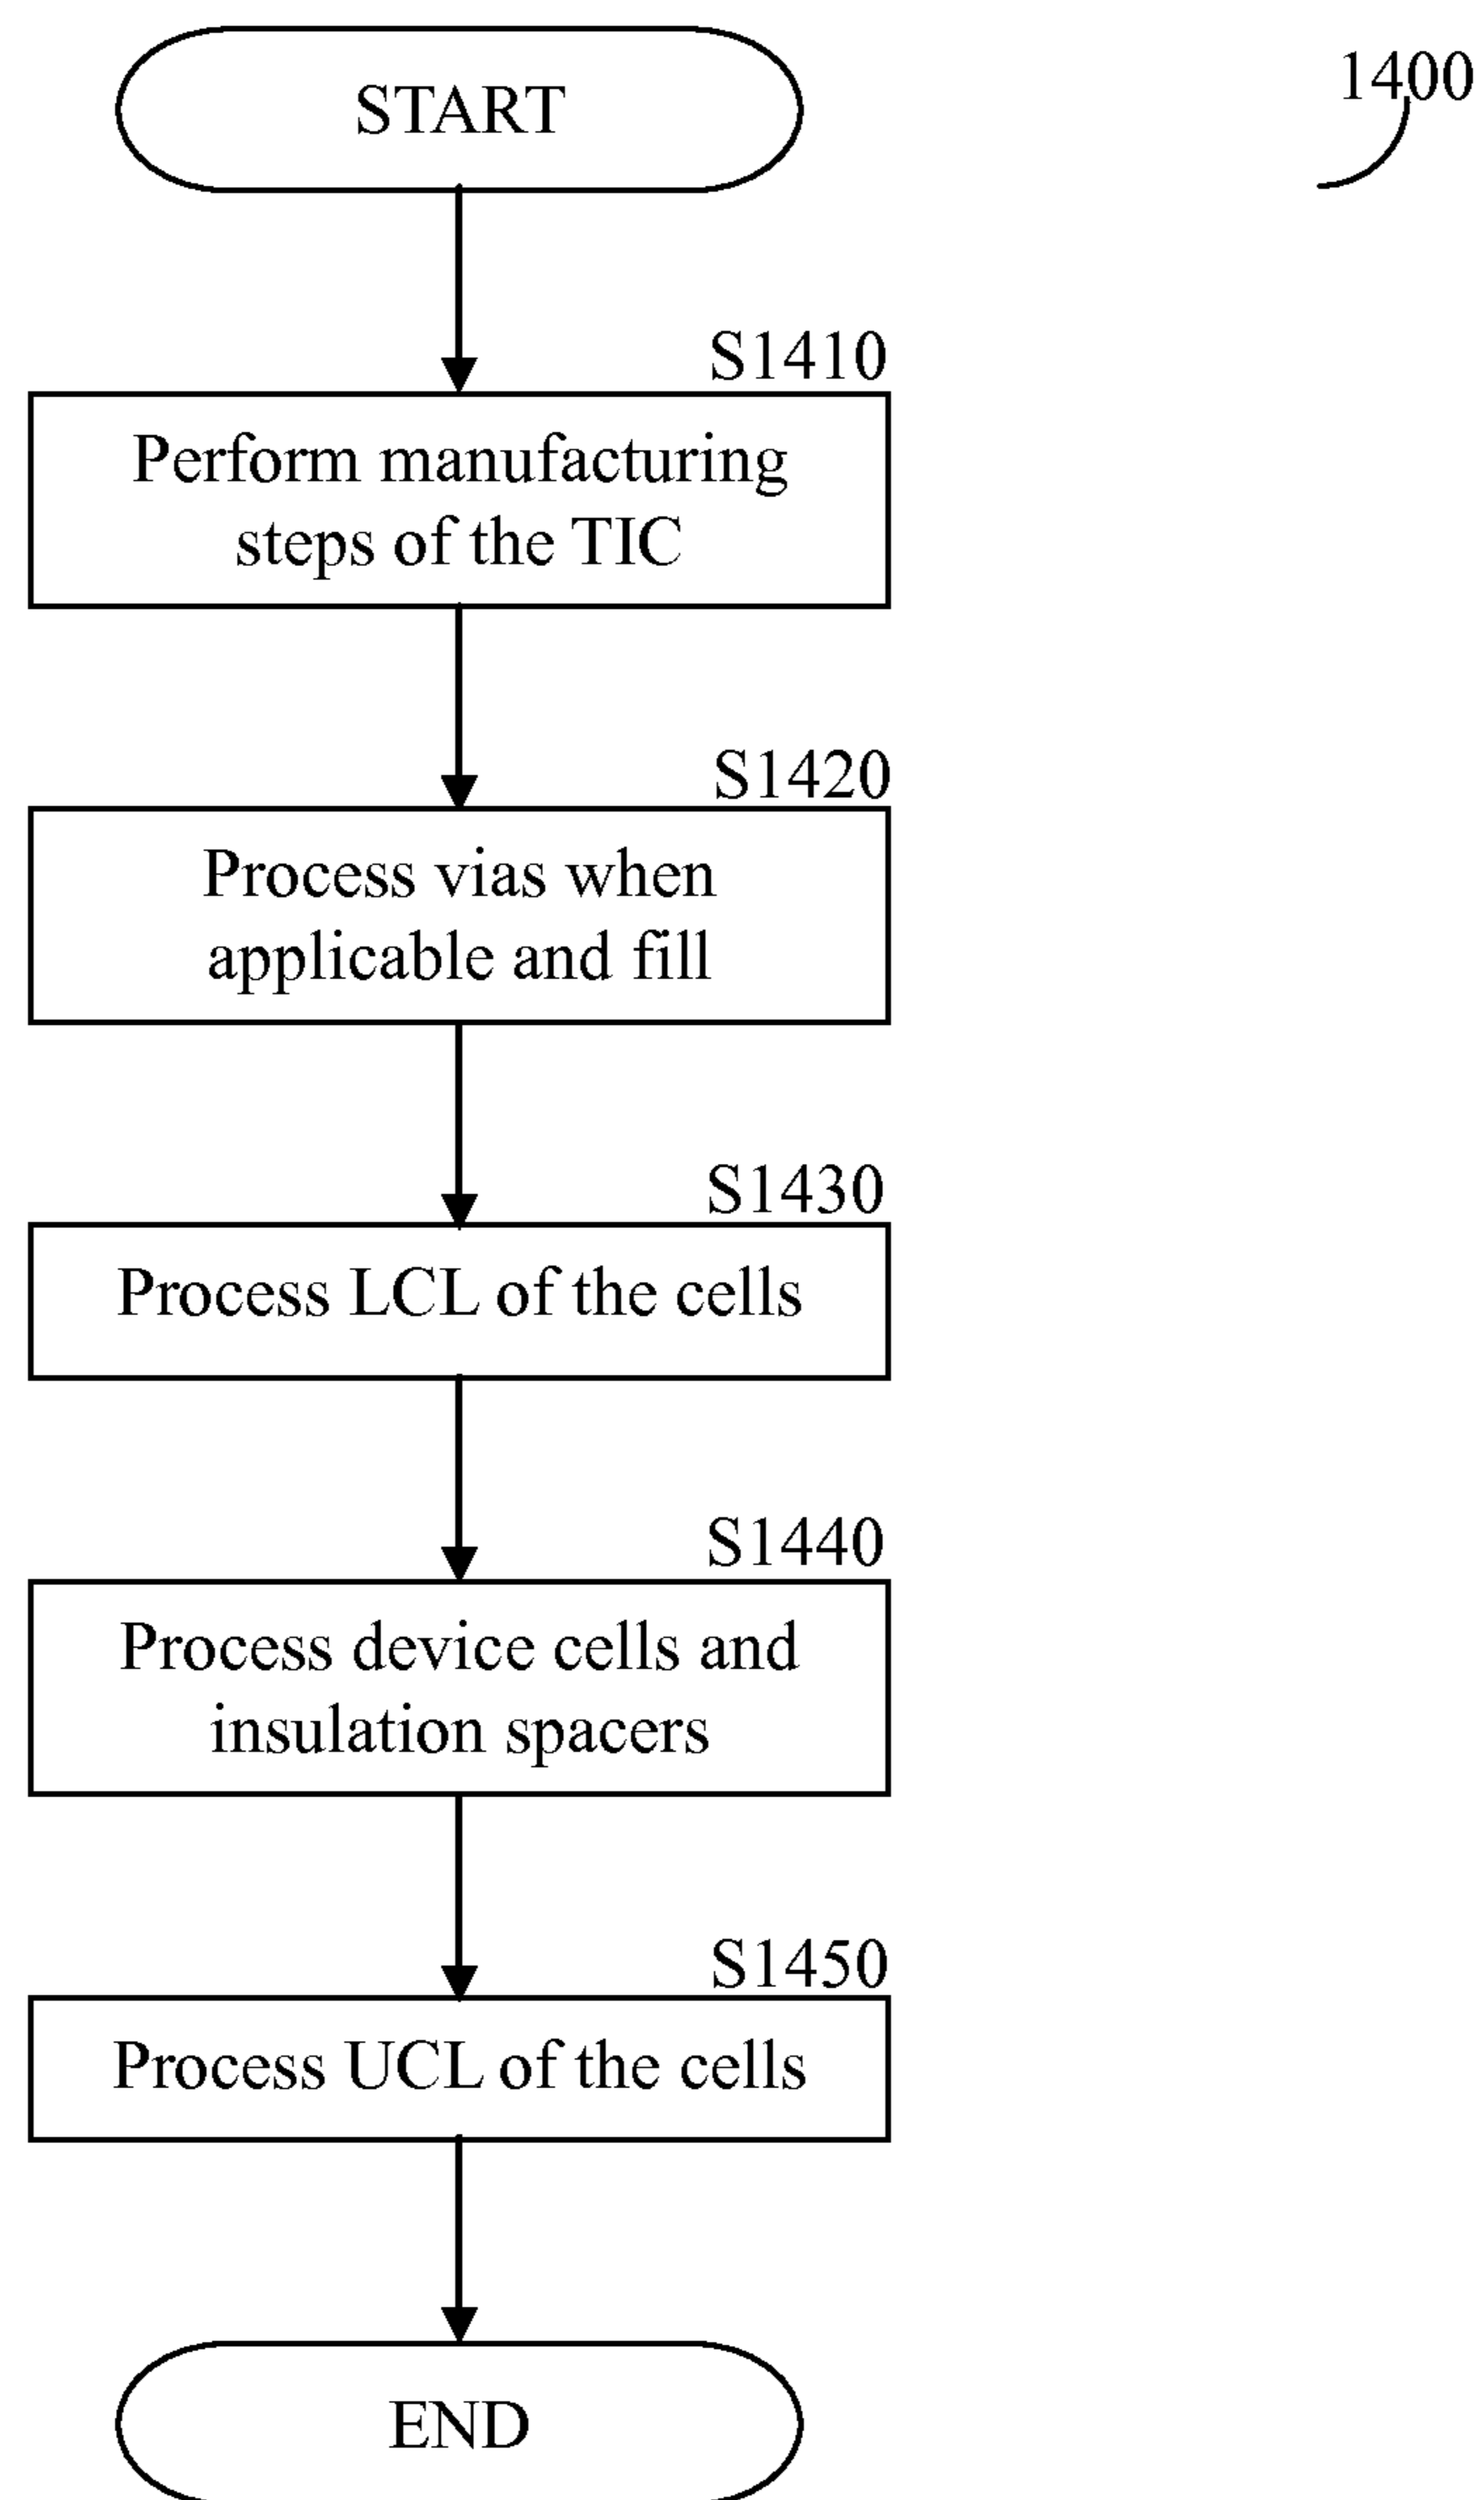 START
1400
S1410
Perform manufacturing
steps of the TIC
S1420
Process vias when
applicable and fill
S1430
Process LCL of the cells
S1440
Process device cells and
insulation spacers
S1450
Process UCL of the cells
END